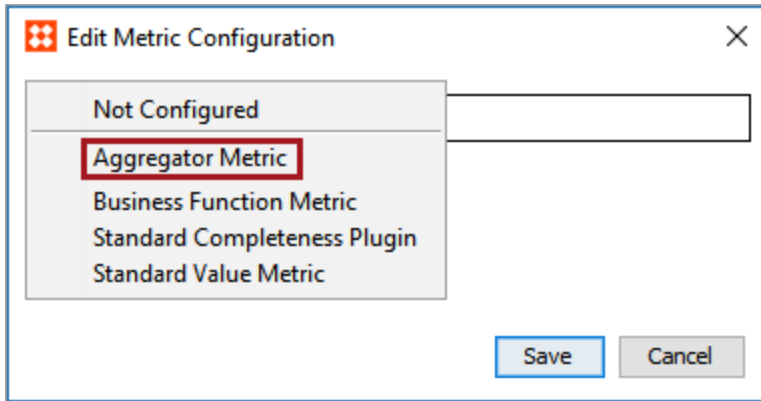 Edit Metric Configuration
Not Configured
Aggregator Metric
Business Function Metric
Standard Completeness Plugin
Standard Value Metric
Save Cancel